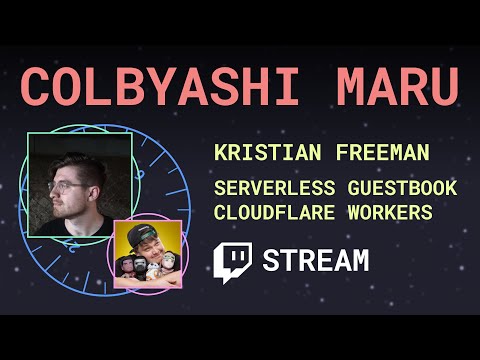 COLBYASHI MARU
KRISTIAN FREEMAN
SERVERLESS GUESTBOOK
CLOUDFLARE WORKERS
STREAM